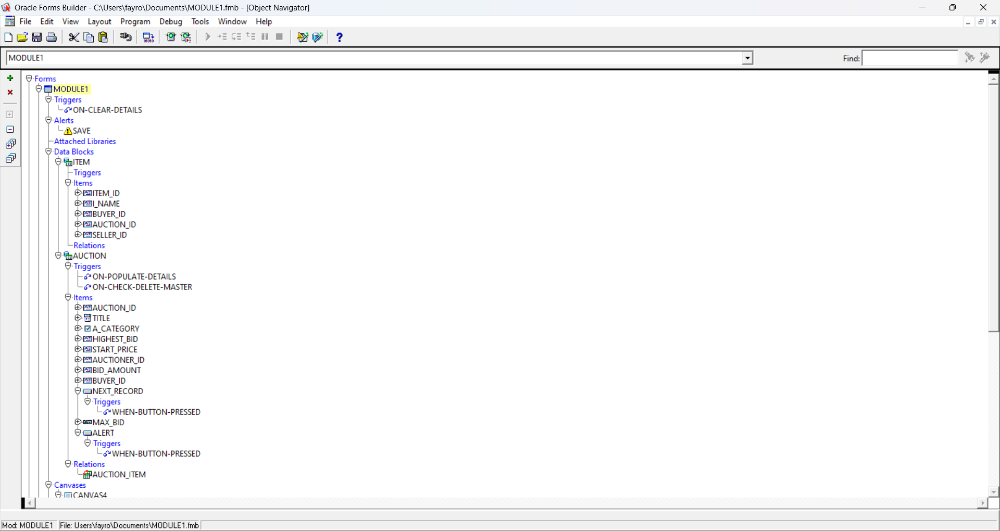 Oracle Forms Builder - C:\Users\fayro\Documents\MODULE1.fmb - [Object Navigator]
File Edit View Layout Program Debug Tools Window Help
MODULE1 Find:
Forms
MODULE1
Triggers
ON-CLEAR-DETAILS
Alerts
SAVE
Attached Libraries
Data Blocks
ITEM
Triggers
Items
ITEM_ID
I_NAME
BUYER_ID
AUCTION_ID
SELLER_ID
Relations
AUCTION
Triggers
ON-POPULATE-DETAILS
ON-CHECK-DELETE-MASTER
Items
AUCTION_ID
TITLE
A_CATEGORY
HIGHEST_BID
START_PRICE
AUCTIONER_ID
BID_AMOUNT
BUYER_ID
NEXT_RECORD
Triggers
WHEN-BUTTON-PRESSED
MAX_BID
ALERT
Triggers
WHEN-BUTTON-PRESSED
Relations
AUCTION_ITEM
Canvases
CANVAS4
Mod: MODULE1 File: Users\fayro\Documents\MODULE1.fmb